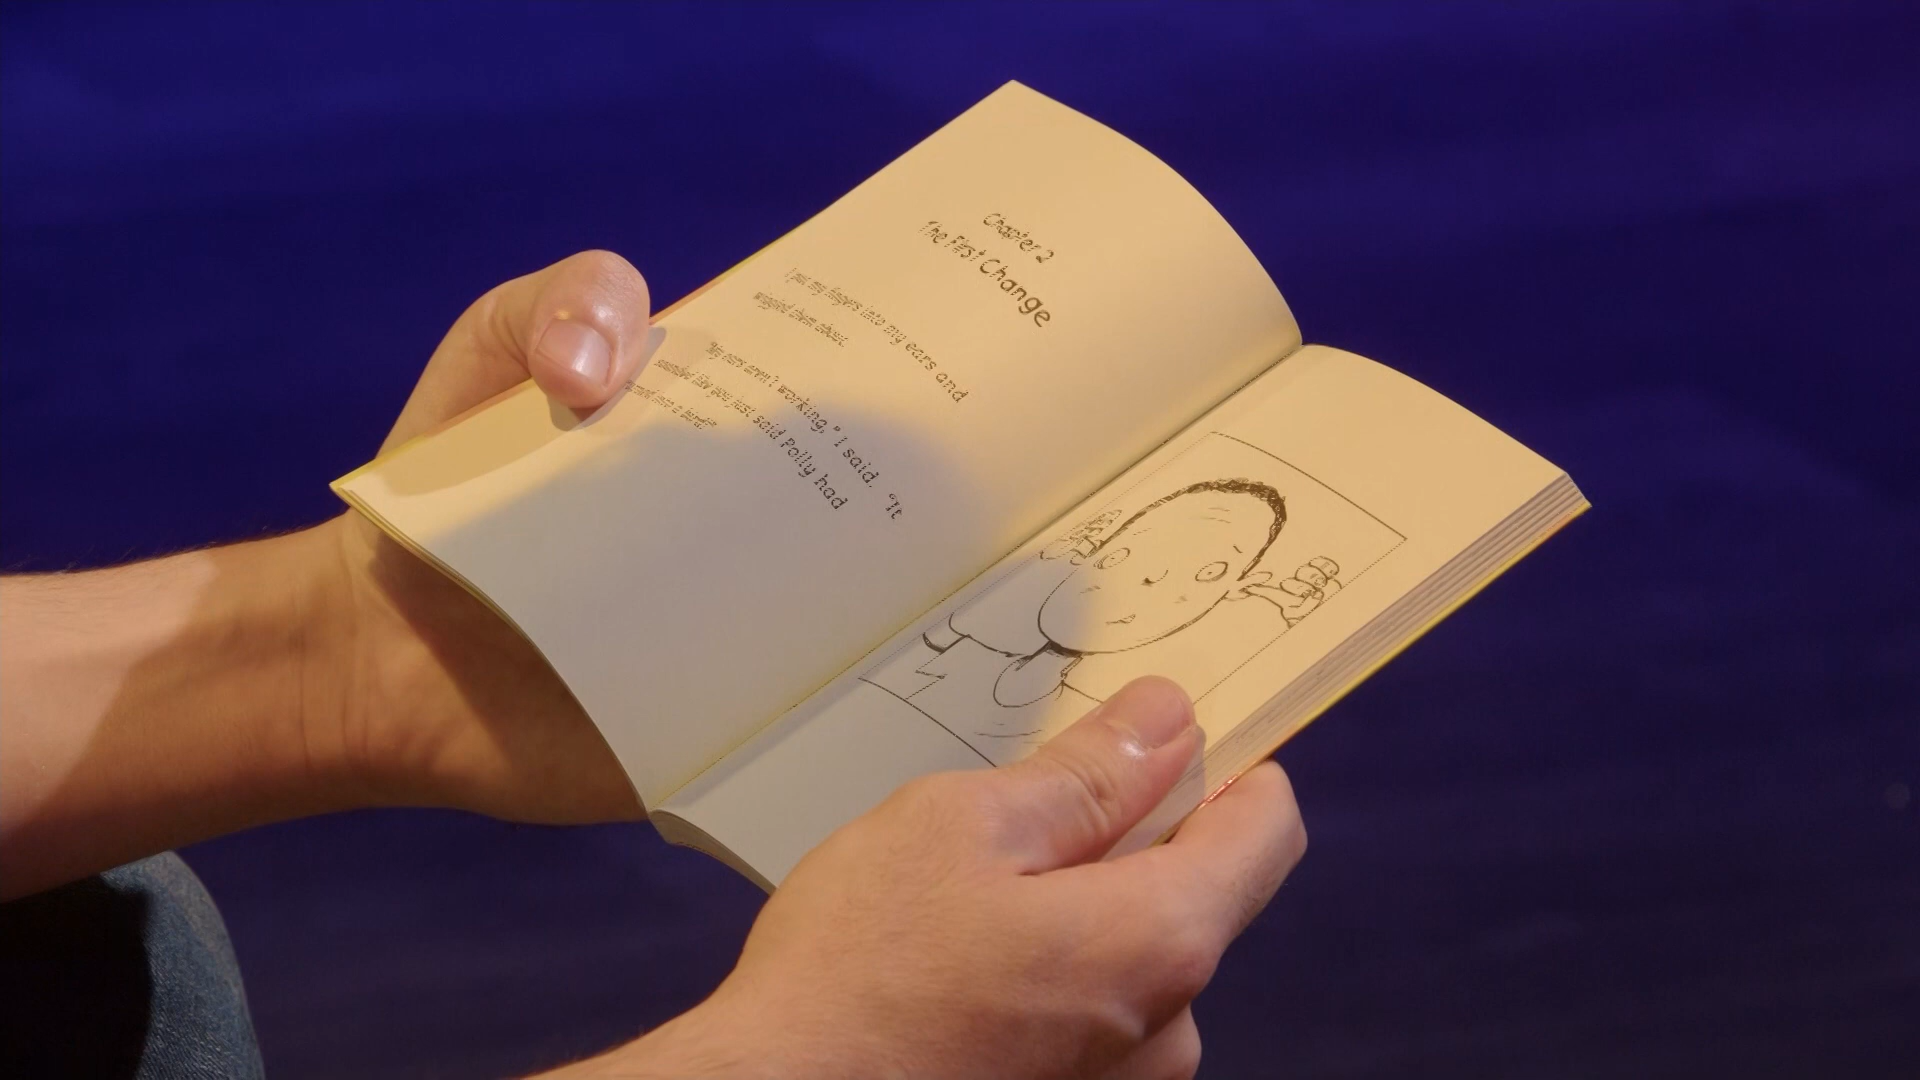 Chapter 2
The First Change
I put my fingers into my ears and
wiggled them about.
"My ears aren't working," I said. "It
sounded like you just said Polly had
turned into a bird!"